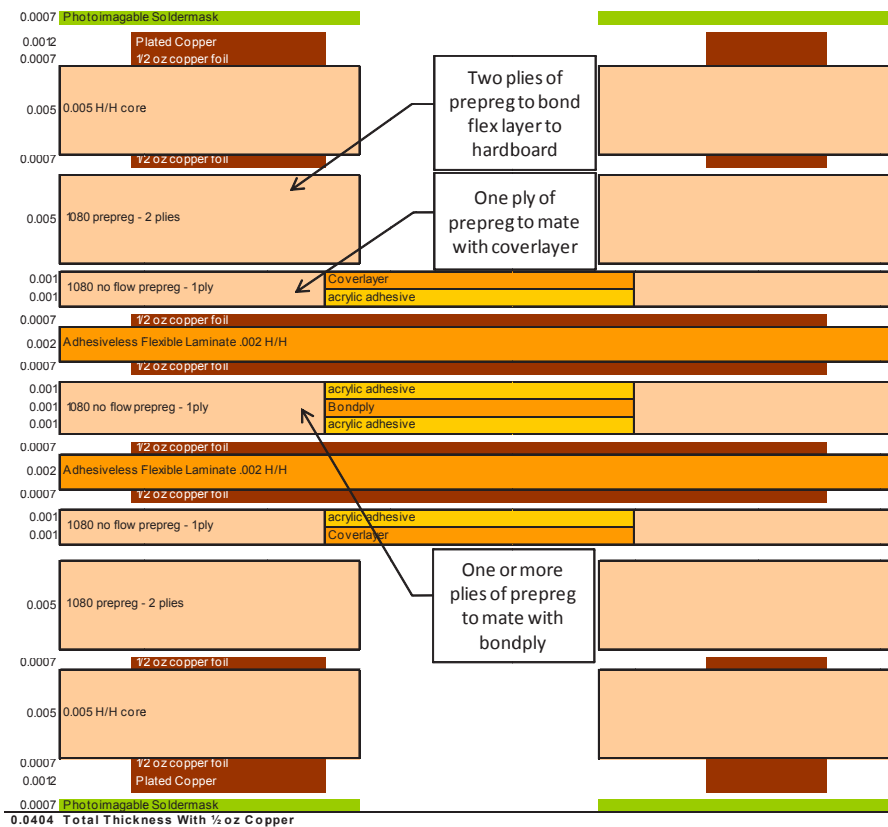 0.0007 Photoimagable Soldermask
0.0012 Plated Copper
0.0007 1/2 oz copper foil
Two plies of
prepreg to bond
flex layer to
hardboard
0.005 0.005 H/H core
0.0007 1/2 oz copper foil
One ply of
prepreg to mate
with coverlayer
0.005 1080 prepreg - 2 plies
0.001 Coverlayer
1080 no flow prepreg - 1ply
0.001 acrylic adhesive
0.0007 1/2 oz copper foil
0.002 Adhesiveless Flexible Laminate .002 H/H
0.0007 1/2 oz copper foil
0.001 acrylic adhesive
0.001 1080 no flow prepreg - 1ply Bondply
0.001 acrylic adhesive
0.0007 1/2 oz copper foil
0.002 Adhesiveless Flexible Laminate .002 H/H
0.0007 1/2 oz copper foil
0.001 acrylic adhesive
1080 no flow prepreg - 1ply
0.001 Coverlayer
One or more
plies of prepreg
to mate with
bondply
0.005 1080 prepreg - 2 plies
0.0007 1/2 oz copper foil
0.005 0.005 H/H core
0.0007 1/2 oz copper foil
0.0012 Plated Copper
0.0007 Photoimagable Soldermask
0.0404 Total Thickness With ½ oz Copper